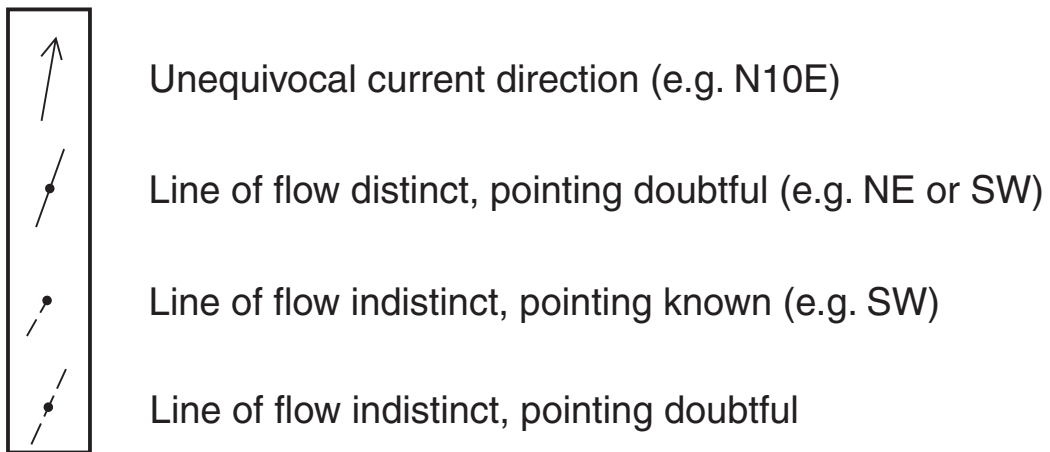 Unequivocal current direction (e.g. N10E)
Line of flow distinct, pointing doubtful (e.g. NE or SW)
Line of flow indistinct, pointing known (e.g. SW)
Line of flow indistinct, pointing doubtful